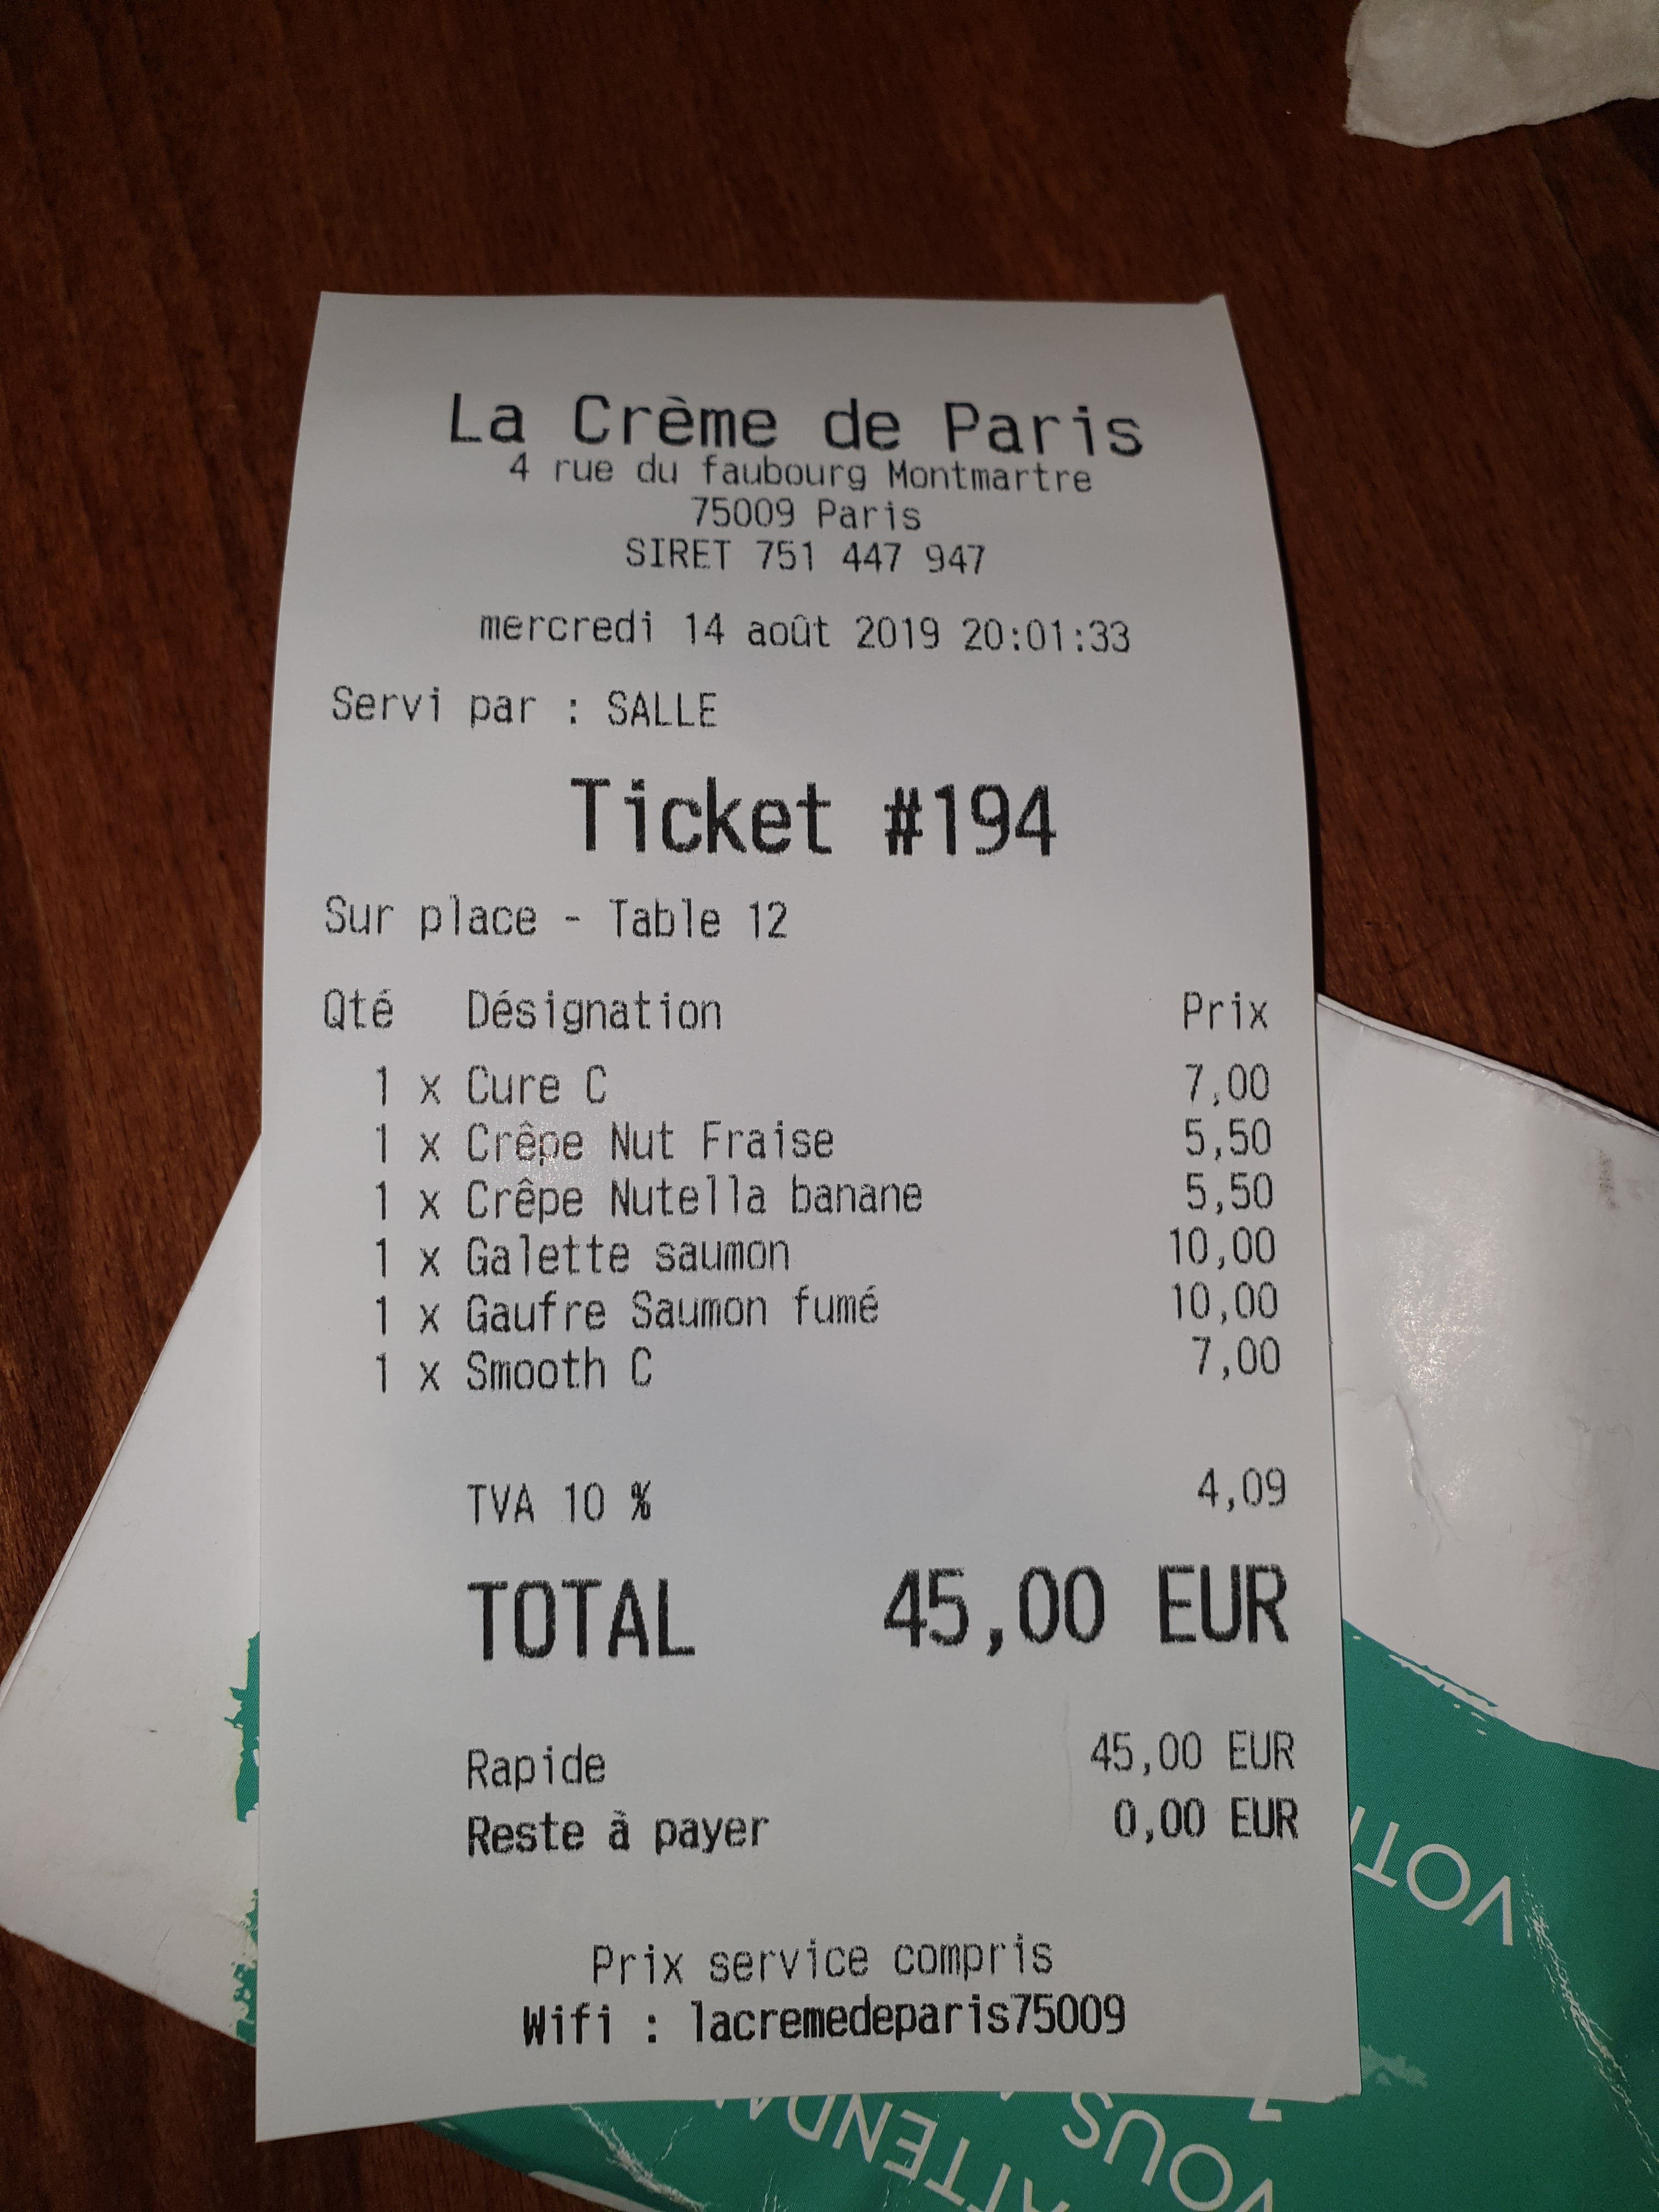 La Crème de Paris
4 rue du faubourg Montmartre
75009 Paris
SIRET 751 447 947
mercredi 14 août 2019 20:01:33
Servi par : SALLE
Ticket #194
Sur place - Table 12
Qté Désignation Prix
1 x Cure C 7,00
1 x Crêpe Nut Fraise 5,50
1 x Crêpe Nutella banane 5,50
1 x Galette saumon 10,00
1 x Gaufre Saumon fumé 10,00
1 x Smooth C 7,00
TVA 10 % 4,09
TOTAL 45,00 EUR
Rapide 45,00 EUR
Reste à payer 0,00 EUR
Prix service compris
Wifi : lacremedeparis75009
VOUS